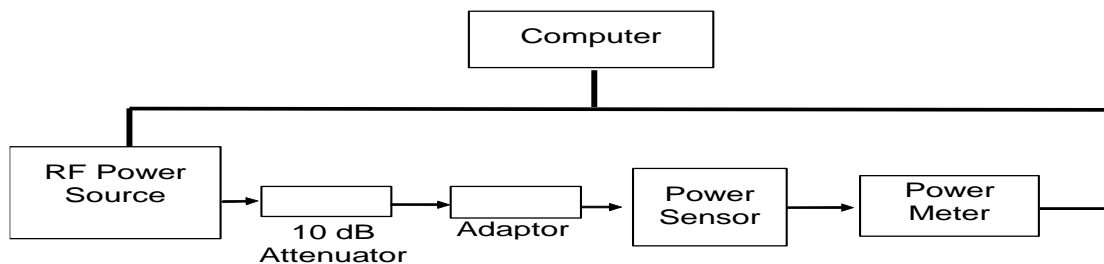 Computer
RF Power
Source
10 dB
Attenuator
Adaptor
Power
Sensor
Power
Meter